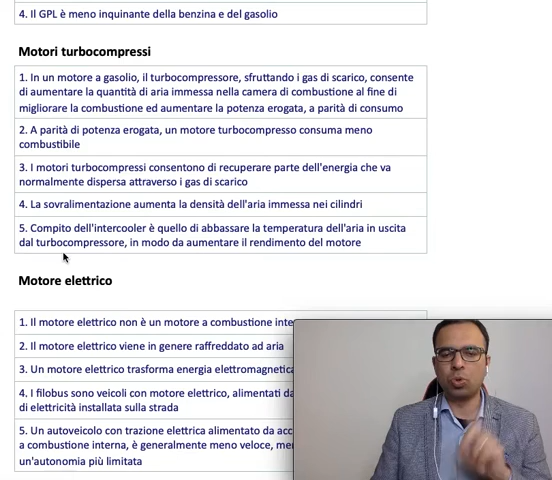 4. Il GPL è meno inquinante della benzina e del gasolio
Motori turbocompressi
1. In un motore a gasolio, il turbocompressore, sfruttando i gas di scarico, consente
di aumentare la quantità di aria immessa nella camera di combustione al fine di
migliorare la combustione ed aumentare la potenza erogata, a parità di consumo
2. A parità di potenza erogata, un motore turbocompresso consuma meno
combustibile
3. I motori turbocompressi consentono di recuperare parte dell'energia che va
normalmente dispersa attraverso i gas di scarico
4. La sovralimentazione aumenta la densità dell'aria immessa nei cilindri
5. Compito dell'intercooler è quello di abbassare la temperatura dell'aria in uscita
dal turbocompressore, in modo da aumentare il rendimento del motore
Motore elettrico
1. Il motore elettrico non è un motore a combustione inte
2. Il motore elettrico viene in genere raffreddato ad aria
3. Un motore elettrico trasforma energia elettromagnetica
4. I filobus sono veicoli con motore elettrico, alimentati da
di elettricità installata sulla strada
5. Un autoveicolo con trazione elettrica alimentato da acc
a combustione interna, è generalmente meno veloce, me
un'autonomia più limitata